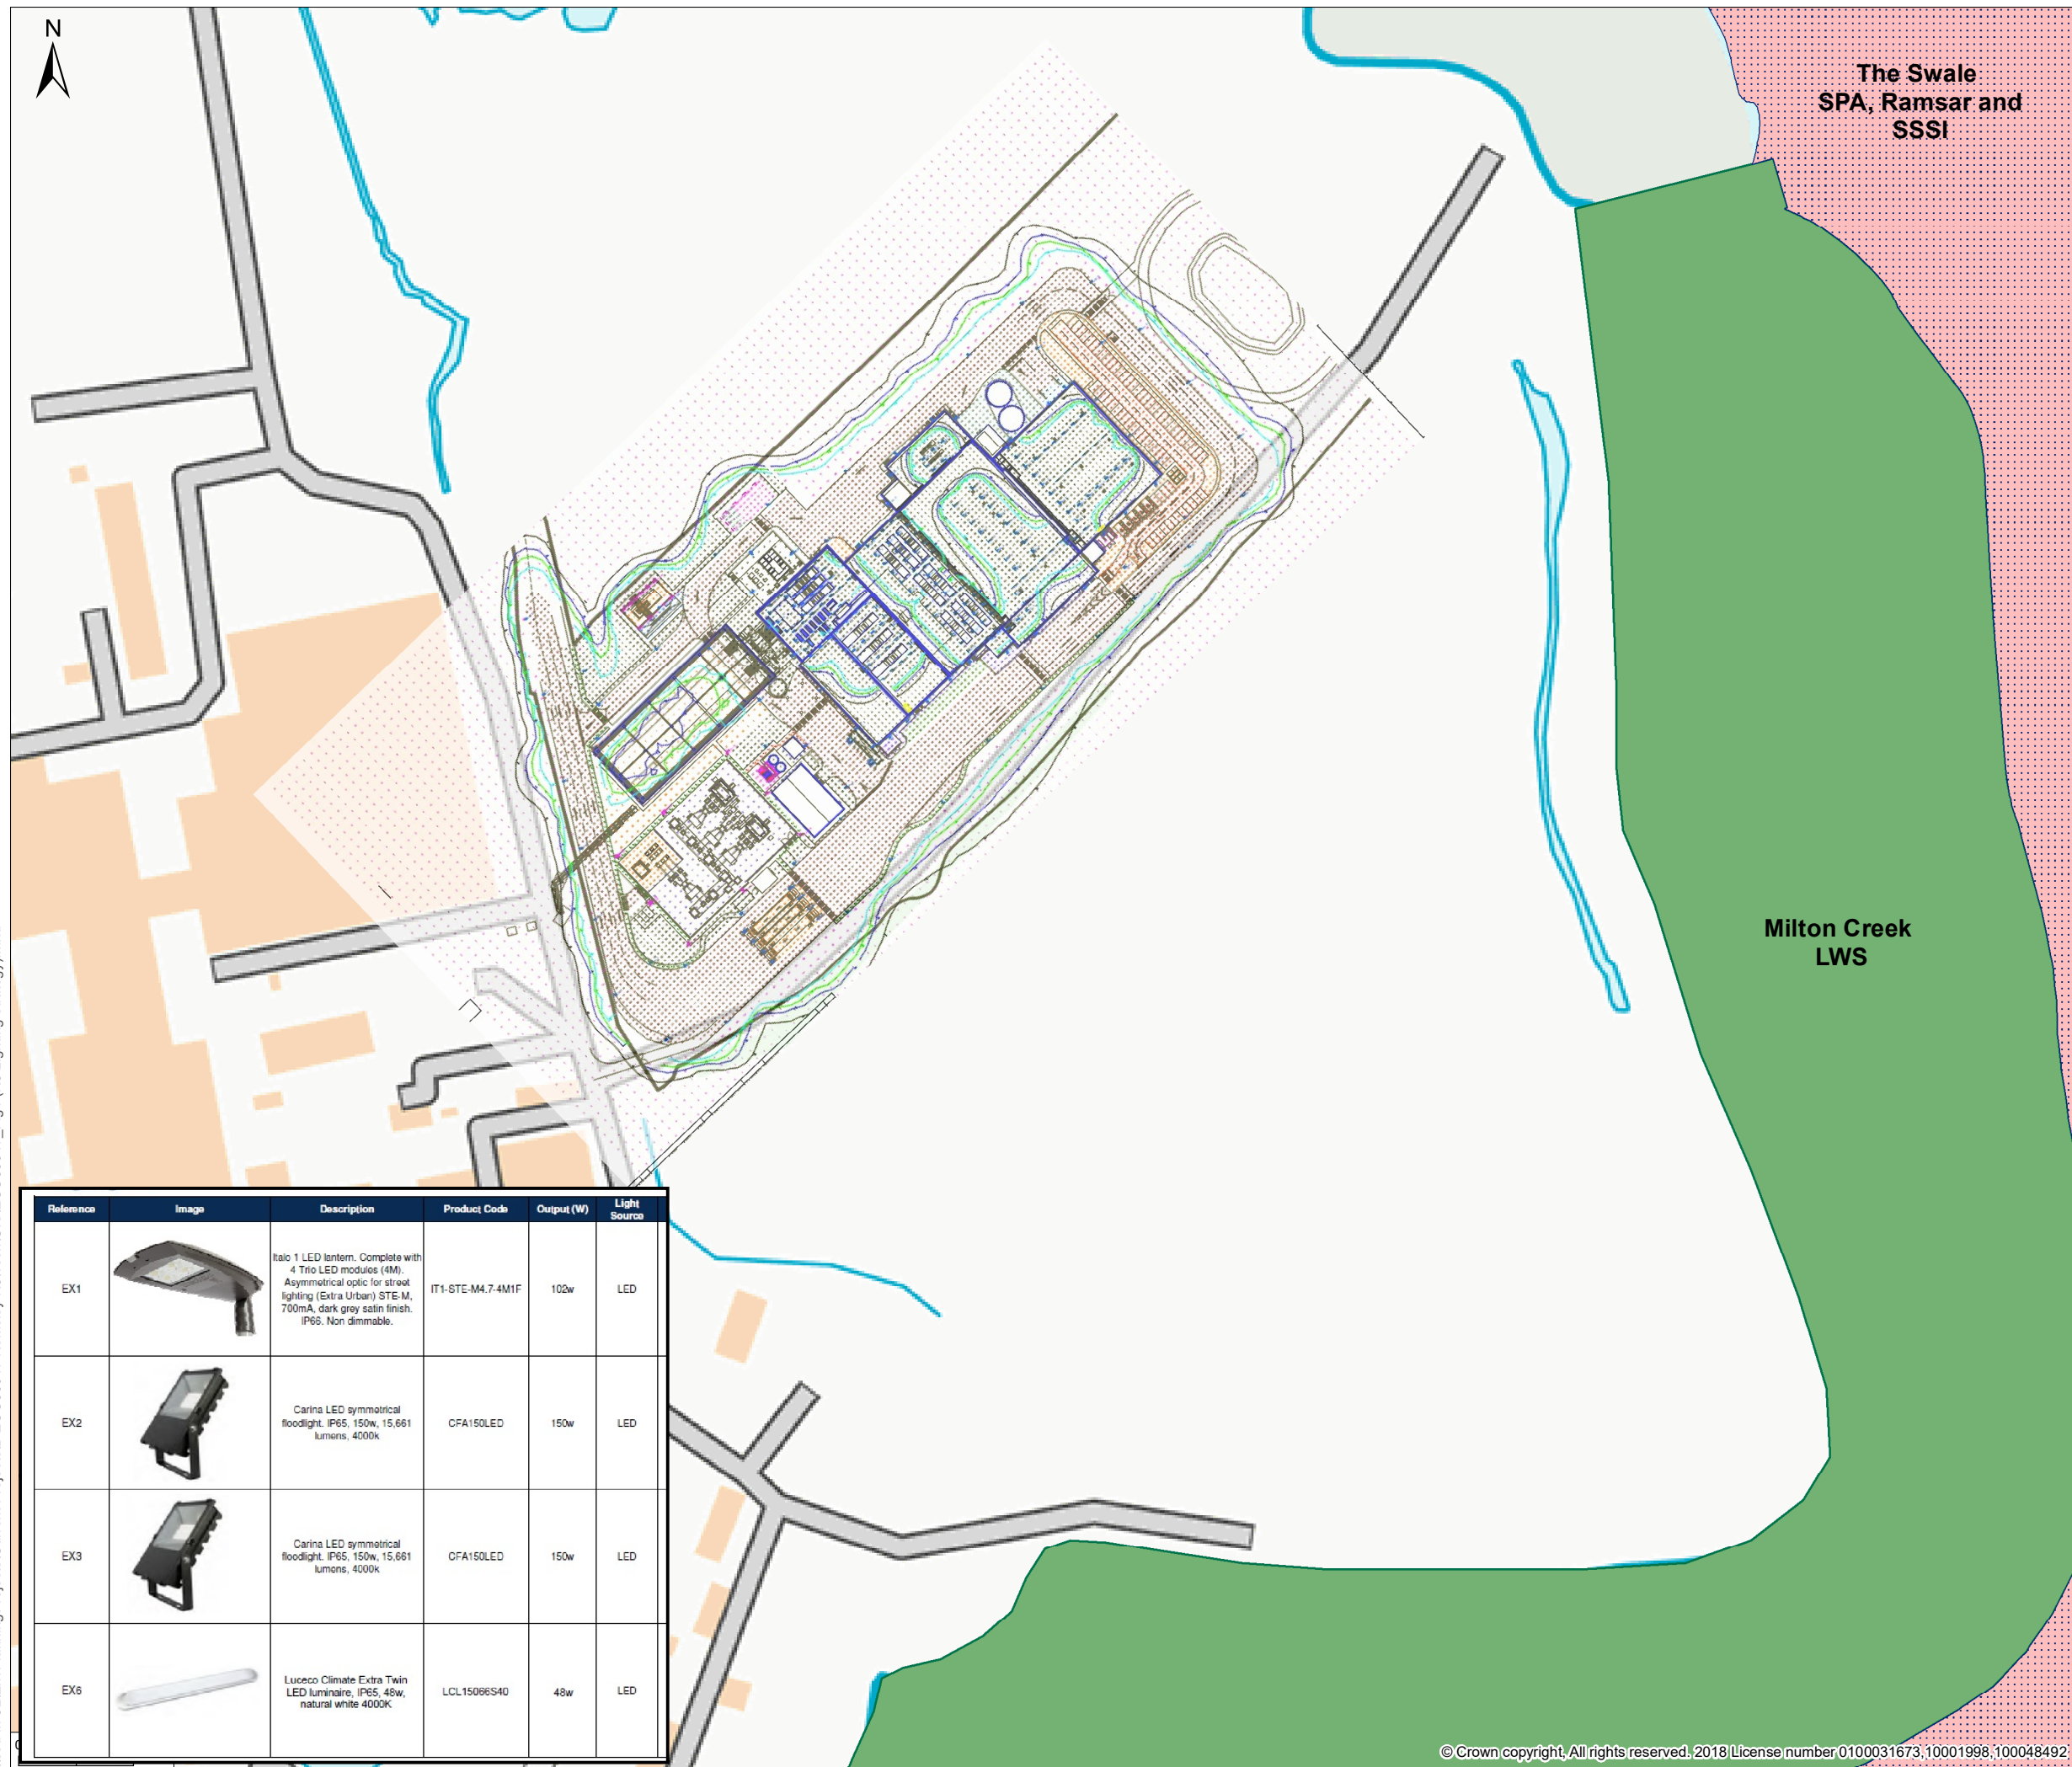 N
The Swale
SPA, Ramsar and
SSSI
Milton Creek
LWS
Reference Image Description Product Code Output (W) Light Source
EX1
Italo 1 LED lantern. Complete with
4 Trio LED modules (4M).
Asymmetrical optic for street
lighting (Extra Urban) STE-M,
700mA, dark grey satin finish.
IP66. Non dimmable.
IT1-STE-M4.7-4M1F
102w
LED
EX2
Carina LED symmetrical
floodlight. IP65, 150w, 15,661
lumens, 4000k
CFA150LED
150w
LED
EX3
Carina LED symmetrical
floodlight. IP65, 150w, 15,661
lumens, 4000k
CFA150LED
150w
LED
EX6
Luceco Climate Extra Twin
LED luminaire, IP65, 48w,
natural white 4000K
LCL15066S40
48w
LED
© Crown copyright, All rights reserved. 2018 License number 0100031673,10001998,100048492